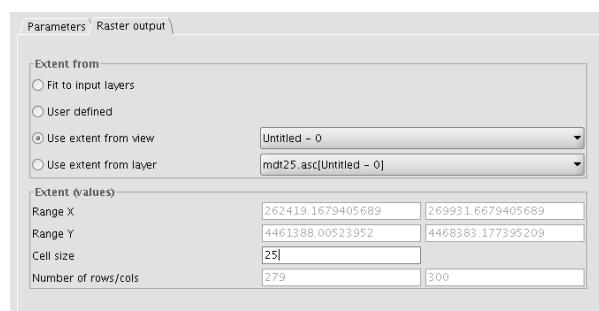 Parameters Raster output
Extent from
Fit to input layers
User defined
Use extent from view Untitled - 0
Use extent from layer mdt25.asc[Untitled - 0]
Extent (values)
Range X 262419.1679405689 269931.6679405689
Range Y 4461388.00523952 4468383.177395209
Cell size 25
Number of rows/cols 279 300